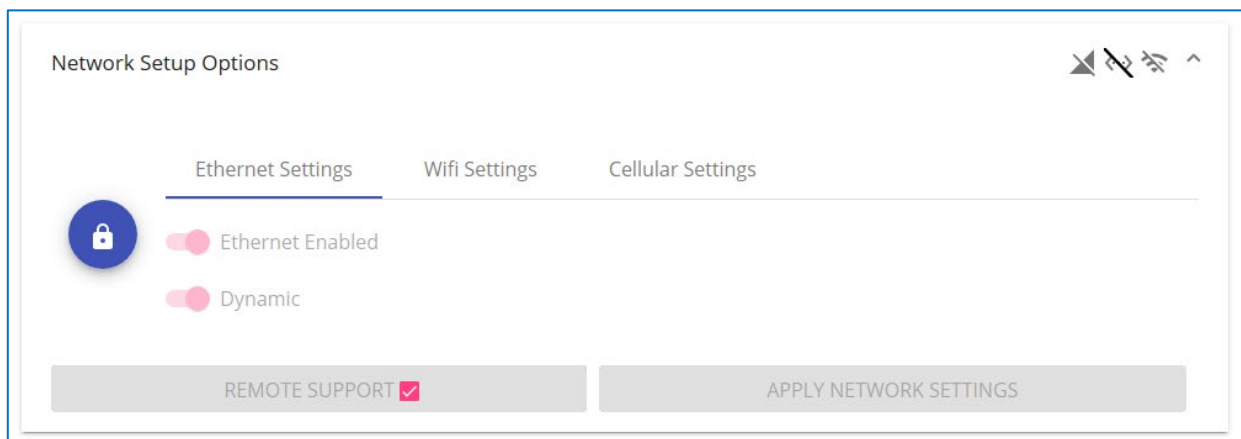 Network Setup Options
Ethernet Settings Wifi Settings Cellular Settings
Ethernet Enabled
Dynamic
REMOTE SUPPORT APPLY NETWORK SETTINGS